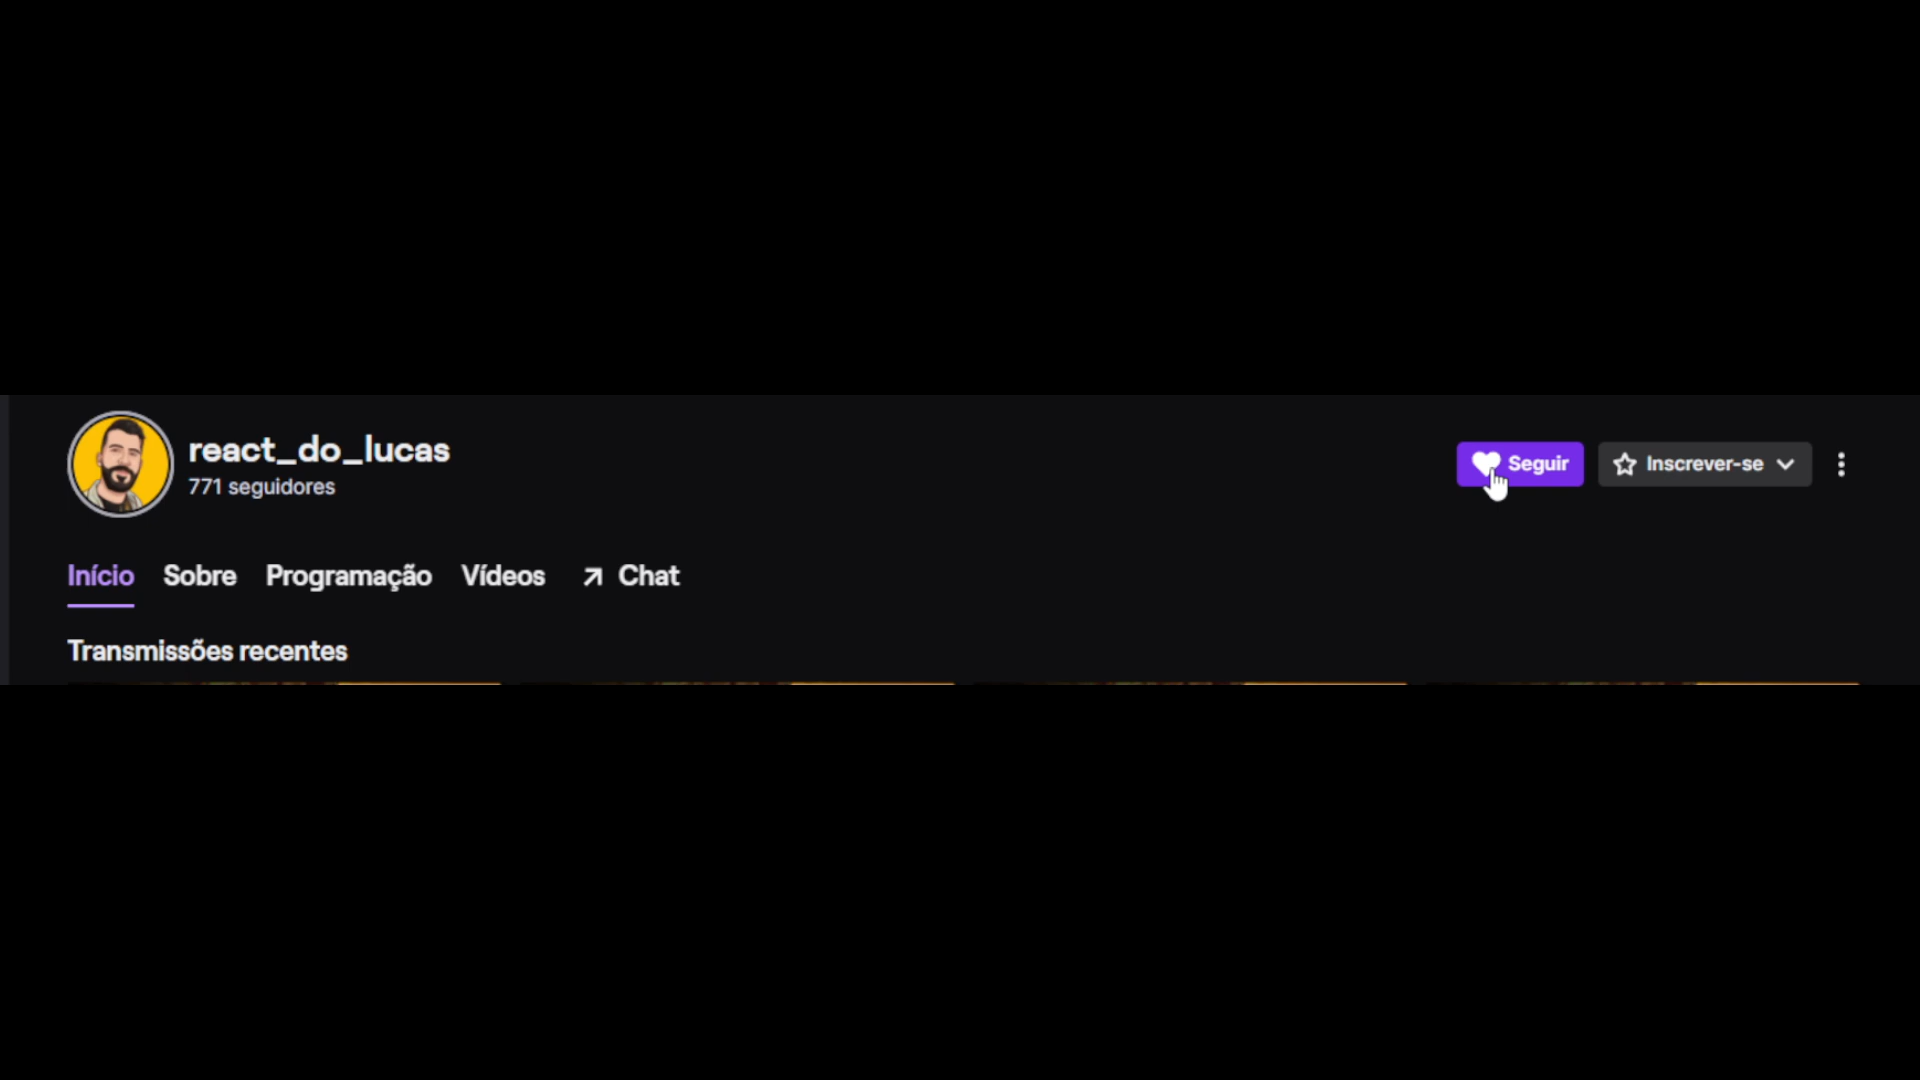 react_do_lucas
771 seguidores
Seguir
Inscrever-se
Início Sobre Programação Vídeos Chat
Transmissões recentes